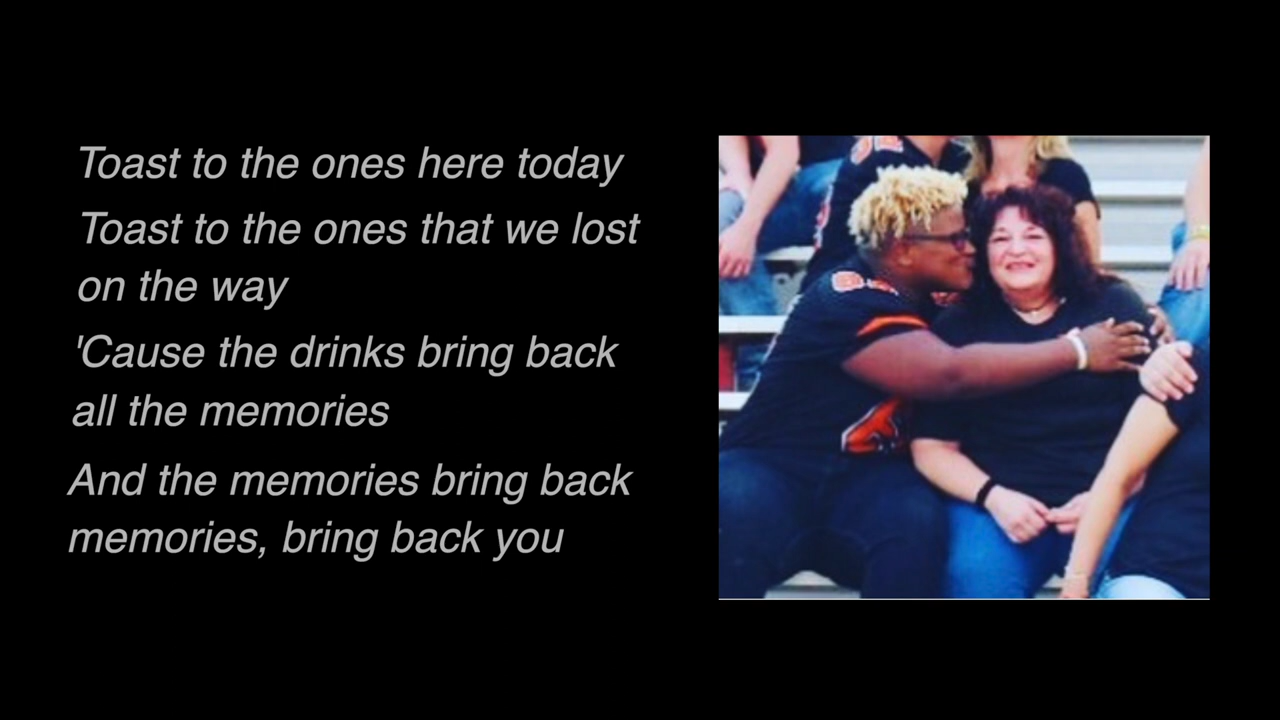 Toast to the ones here today
Toast to the ones that we lost
on the way
'Cause the drinks bring back
all the memories
And the memories bring back
memories, bring back you